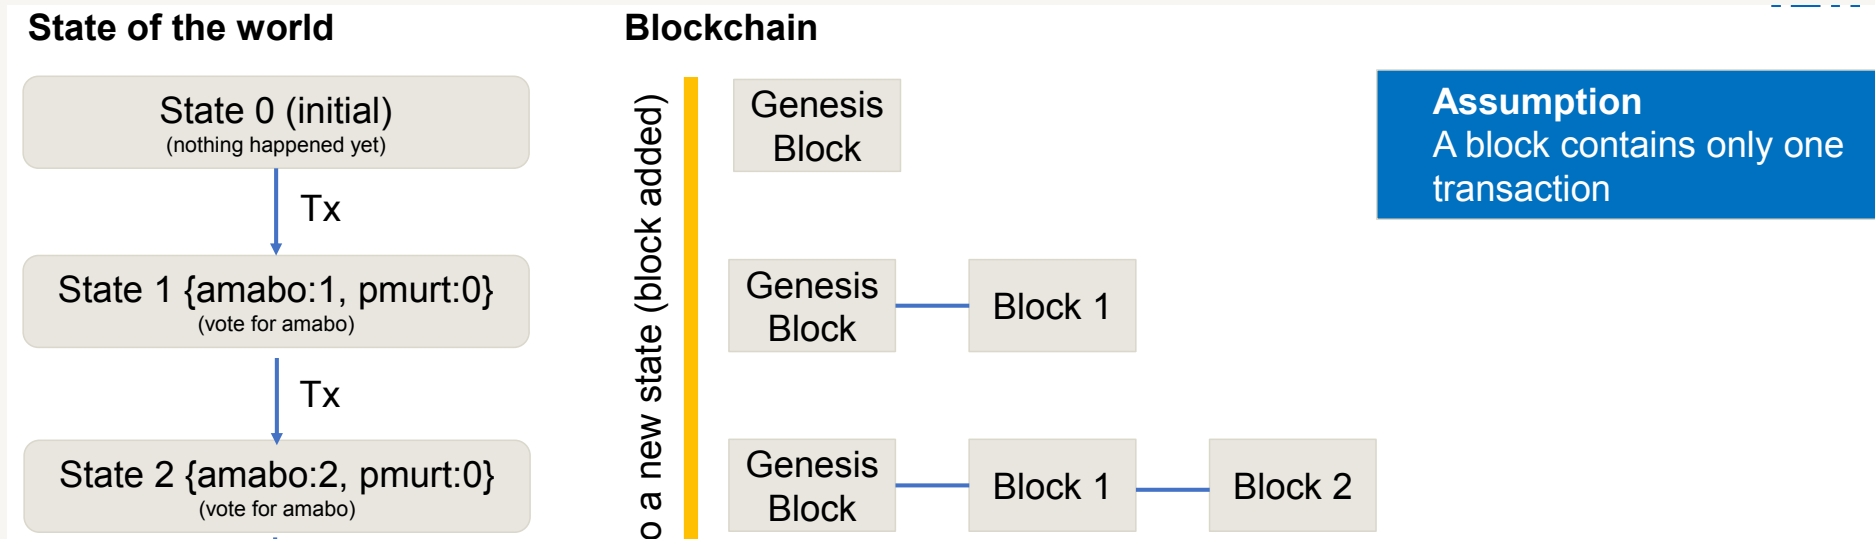 State of the world
State 0 (initial)
(nothing happened yet)
Tx
State 1 {amabo:1, pmurt:0}
(vote for amabo)
Tx
State 2 {amabo:2, pmurt:0}
(vote for amabo)
Blockchain
o a new state (block added)
Genesis
Block
Genesis
Block
Block 1
Genesis
Block
Block 1
Block 2
Assumption
A block contains only one
transaction